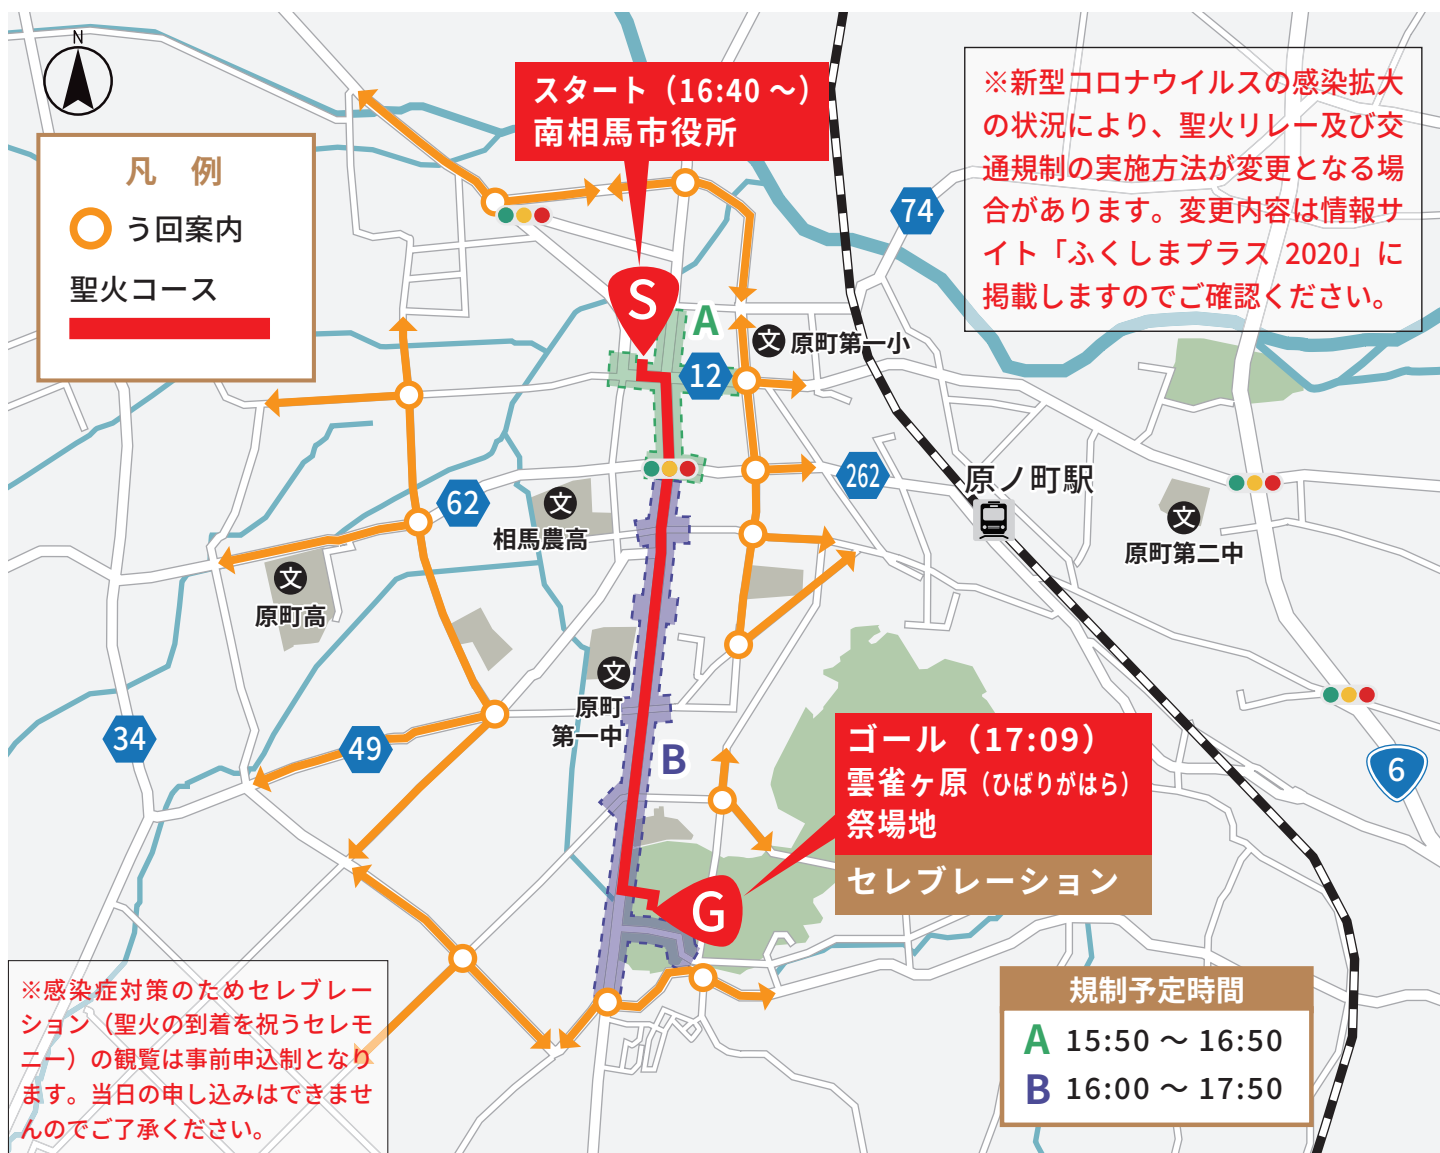 N
凡 例
う回案内
聖火コース
スタート（16:40 ～）
南相馬市役所
※新型コロナウイルスの感染拡大
の状況により、聖火リレー及び交
通規制の実施方法が変更となる場
合があります。変更内容は情報サ
イト「ふくしまプラス 2020」に
掲載しますのでご確認ください。
74
S
A
12
文 原町第一小
262
原ノ町駅
62
文
相馬農高
文
原町第二中
文
原町高
文
原町
第一中
34
49
B
6
ゴール（17:09）
雲雀ヶ原（ひばりがはら）
祭場地
セレブレーション
G
※感染症対策のためセレブレー
ション（聖火の到着を祝うセレモ
ニー）の観覧は事前申込制となり
ます。当日の申し込みはできませ
んのでご了承ください。
規制予定時間
A 15:50 ～ 16:50
B 16:00 ～ 17:50